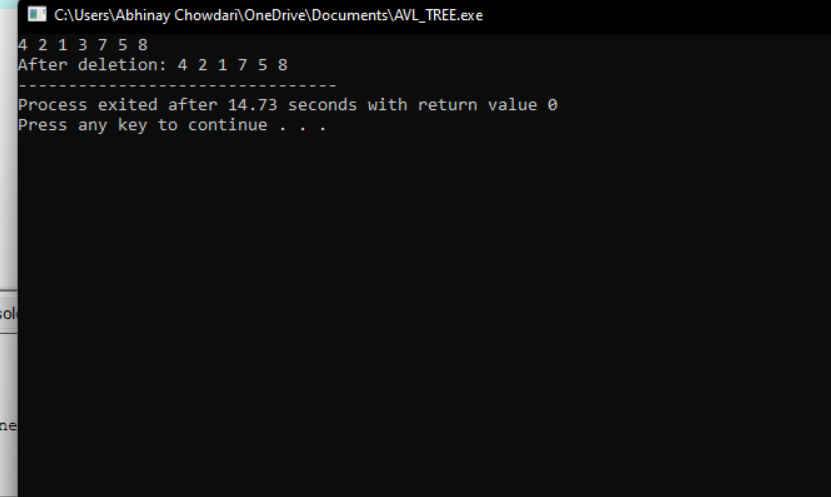 C:\Users\Abhinay Chowdari\OneDrive\Documents\AVL_TREE.exe
4 2 1 3 7 5 8
After deletion: 4 2 1 7 5 8
--------------------------------
Process exited after 14.73 seconds with return value 0
Press any key to continue . . .
sol
ne